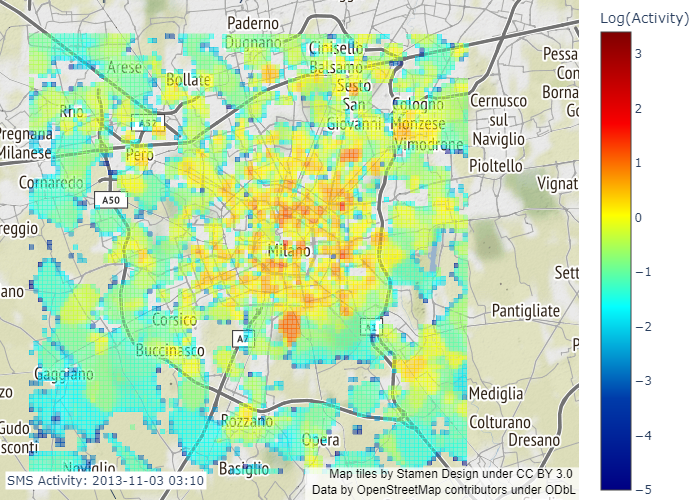 Log(Activity)
Paderno
Dugnano
Cinisello
Balsamo
Arese
Bollate
Sesto
San
Giovanni
Cologno
Monzese
Vimodrone
Cernusco
sul
Naviglio
Pioltello
Pessa
Con
Borna
Go
Vignat
Rho
A52
Pero
Pregnana
Milanese
Cornaredo
A50
reggio
Milano
Sett
ano
Pantigliate
Corsico
A7
A1
Buccinasco
P
Gaggiano
zo
Mediglia
Rozzano
Colturano
Dresano
Gudo
sconti
Opera
Noviglio
Basiglio
3
2
1
0
−1
−2
−3
−4
−5
SMS Activity: 2013-11-03 03:10
Map tiles by Stamen Design under CC BY 3.0
Data by OpenStreetMap contributors under ODbL